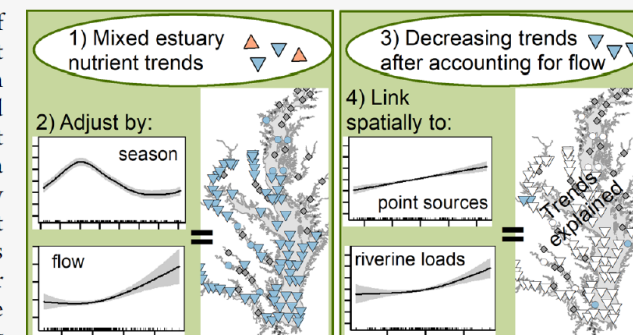 1) Mixed estuary
nutrient trends
2) Adjust by:
season
flow
=
3) Decreasing trends
after accounting for flow
4) Link
spatially to:
point sources
riverine loads
=
Trends
explained